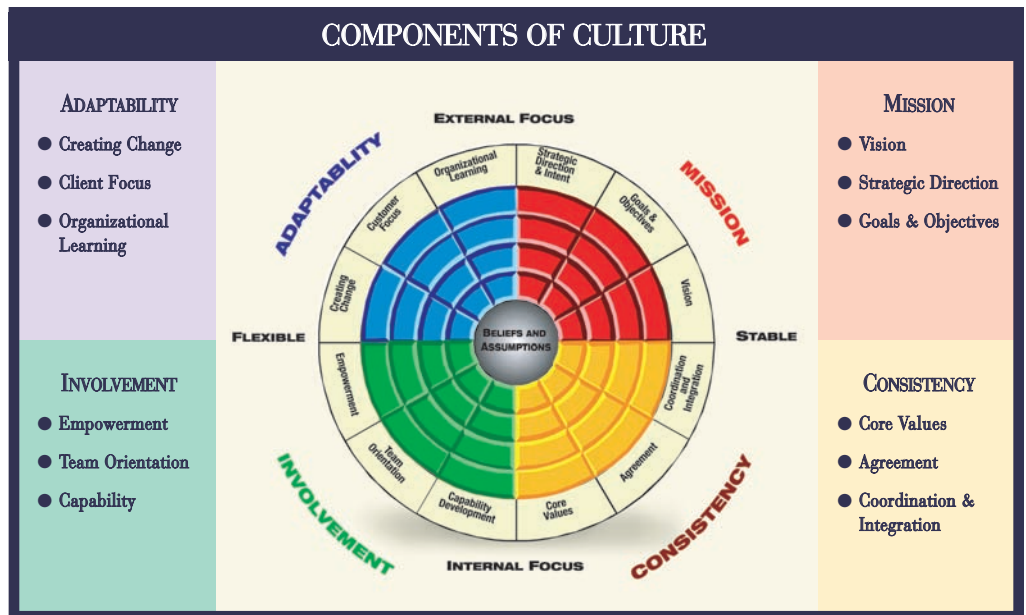 COMPONENTS OF CULTURE
ADAPTABILITY
● Creating Change
● Client Focus
● Organizational
Learning
INVOLVEMENT
● Empowerment
● Team Orientation
● Capability
EXTERNAL FOCUS
ADAPTABLITY
MISSION
Organizational
Learning
Strategic
Direction
& Intent
Customer
Focus
Goals &
Objectives
Creating
Change
Vision
FLEXIBLE
BELIEFS AND
ASSUMPTIONS
STABLE
Empowerment
Coordination
and
Integration
Team
Orientation
Agreement
Capability
Development
Core
Values
INVOLVEMENT
CONSISTENCY
INTERNAL FOCUS
MISSION
● Vision
● Strategic Direction
● Goals & Objectives
CONSISTENCY
● Core Values
● Agreement
● Coordination &
Integration